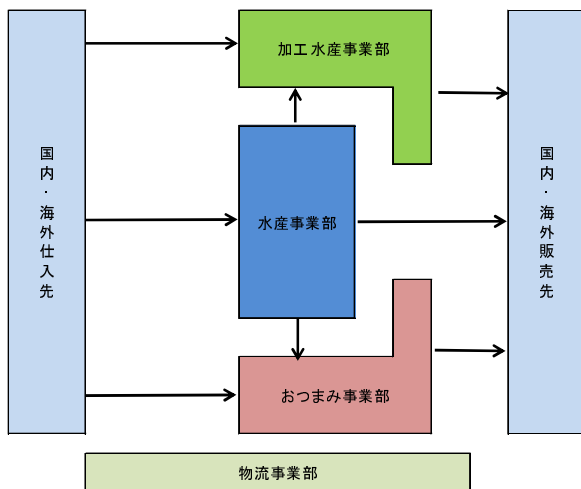 加工水産事業部
国内・海外仕入先
水産事業部
国内・海外販売先
おつまみ事業部
物流事業部